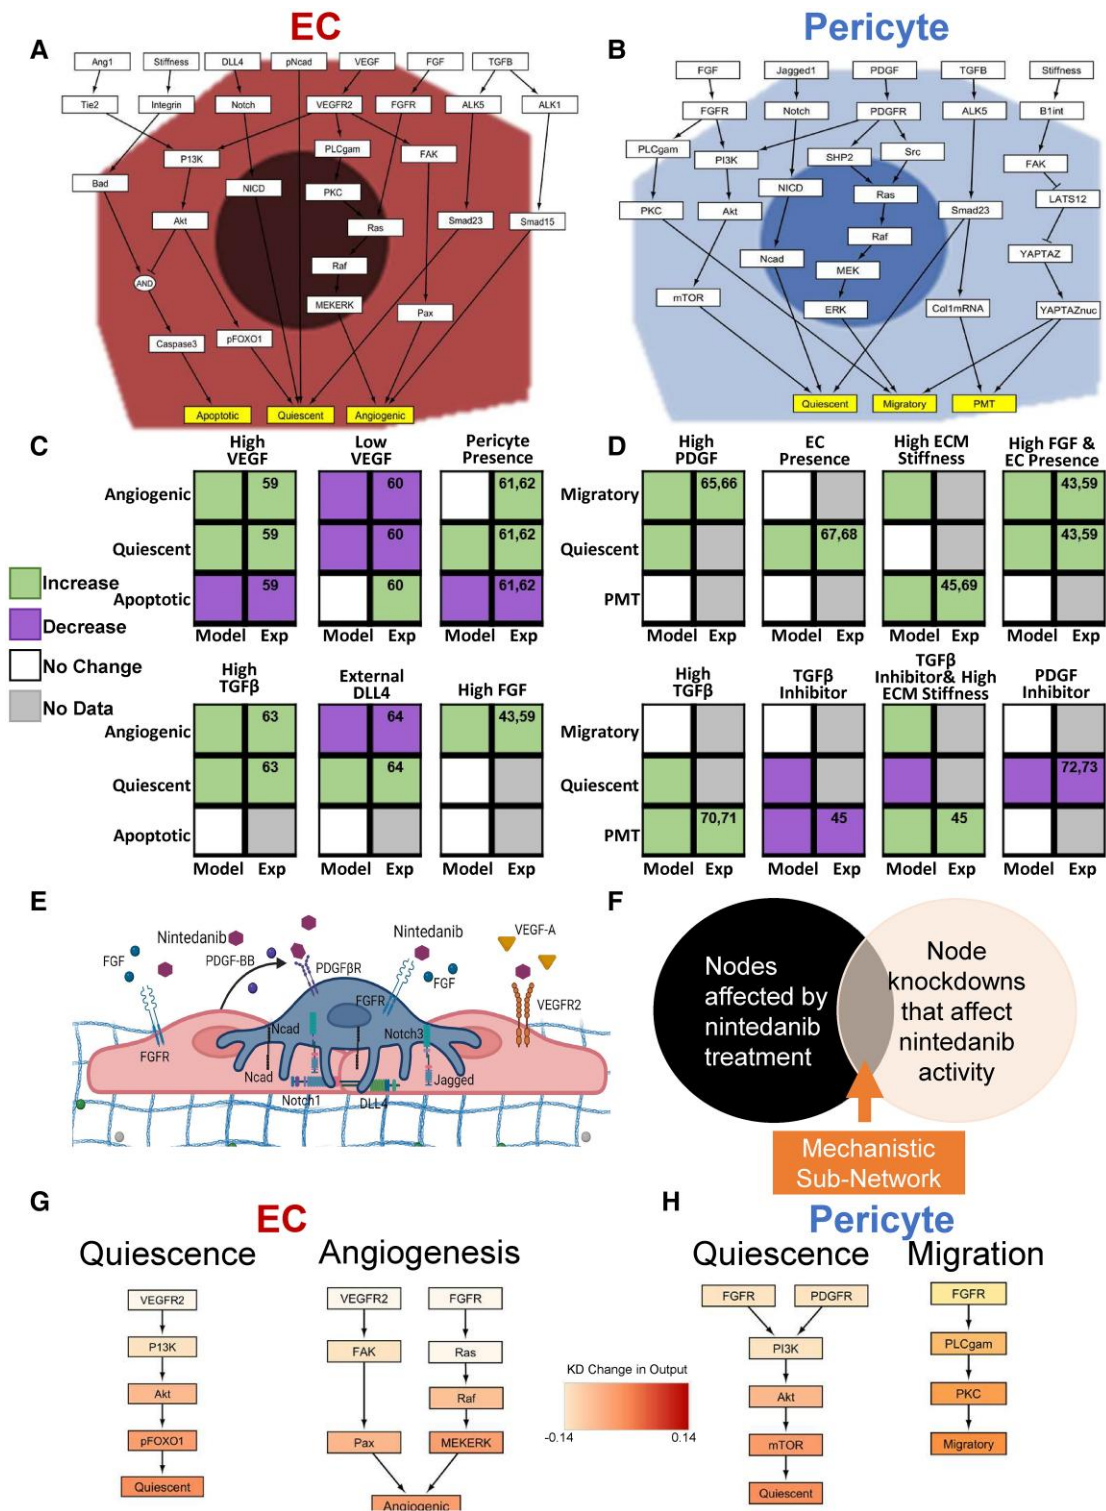 EC
Pericyte
A
Ang1
Stiffness
DLL4
pNcad
VEGF
FGF
TGFB
Tie2
Integrin
Notch
VEGFR2
FGFR
ALK5
ALK1
P13K
PLCgam
FAK
Bad
NICD
PKC
Akt
Ras
Smad23
Smad15
Raf
AND
MEKERK
Pax
Caspase3
pFOXO1
Apoptotic
Quiescent
Angiogenic
B
FGF
Jagged1
PDGF
TGFB
Stiffness
FGFR
Notch
PDGFR
ALK5
B1int
PLCgam
PI3K
SHP2
Src
FAK
NICD
Ras
LATS12
PKC
Akt
Smad23
Raf
Ncad
MEK
YAPTAZ
mTOR
ERK
Col1mRNA
YAPTAZnuc
Quiescent
Migratory
PMT
C
High
VEGF
Low
VEGF
Pericyte
Presence
Angiogenic
59
60
61,62
Quiescent
59
60
61,62
Apoptotic
59
60
61,62
Model Exp
Model Exp
Model Exp
Increase
Decrease
No Change
No Data
High
TGFβ
External
DLL4
High FGF
Angiogenic
63
64
43,59
Quiescent
63
64
Apoptotic
Model Exp
Model Exp
Model Exp
D
High
PDGF
EC
Presence
High ECM
Stiffness
High FGF &
EC Presence
Migratory
65,66
43,59
Quiescent
67,68
43,59
PMT
45,69
Model Exp
Model Exp
Model Exp
Model Exp
High
TGFβ
TGFβ
Inhibitor
TGFβ
Inhibitor& High
ECM Stiffness
PDGF
Inhibitor
Migratory
Quiescent
72,73
PMT
70,71
45
45
Model Exp
Model Exp
Model Exp
Model Exp
E
Nintedanib
Nintedanib
VEGF-A
FGF
PDGF-BB
PDGFβR
FGF
FGFR
VEGFR2
Ncad
Notch3
FGFR
Ncad
Jagged
Notch1
DLL4
F
Nodes
affected by
nintedanib
treatment
Node
knockdowns
that affect
nintedanib
activity
Mechanistic
Sub-Network
G
EC
Quiescence
Angiogenesis
VEGFR2
P13K
Akt
pFOXO1
Quiescent
VEGFR2
FGFR
FAK
Ras
Raf
Pax
MEKERK
Angiogenic
KD Change in Output
-0.14
0.14
H
Pericyte
Quiescence
Migration
FGFR
PDGFR
PI3K
Akt
mTOR
Quiescent
FGFR
PLCgam
PKC
Migratory